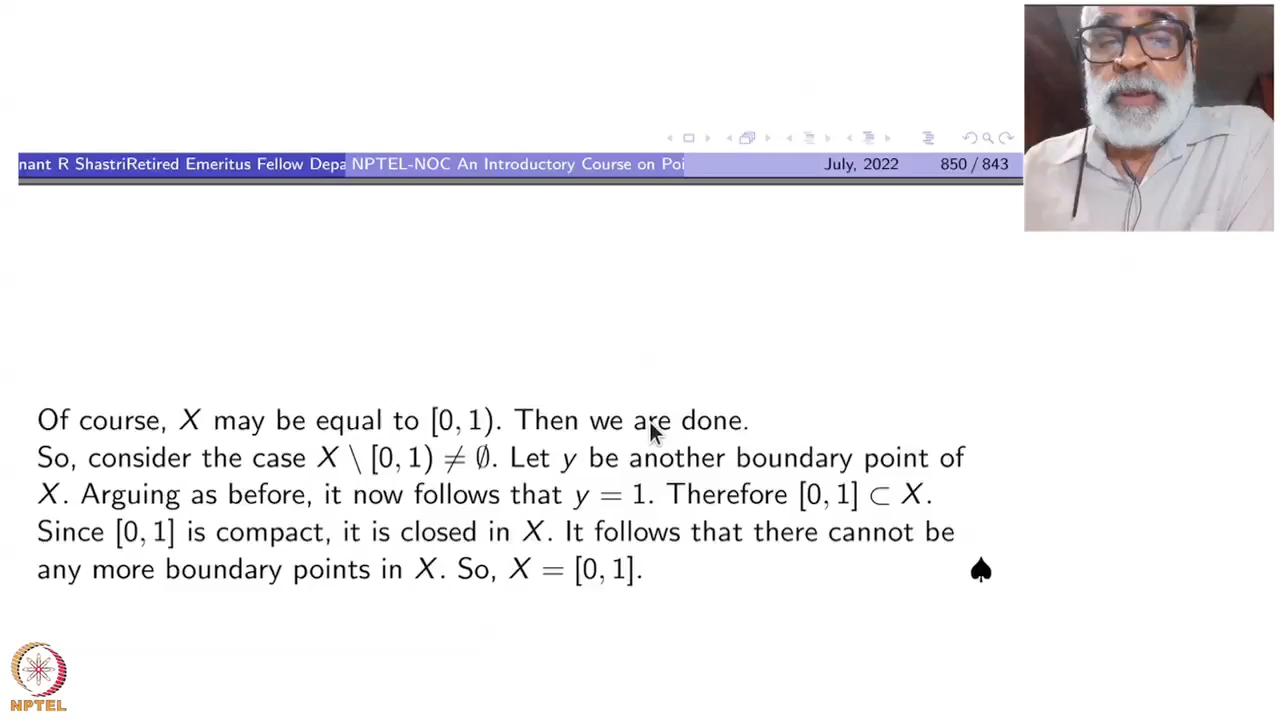 nant R ShastriRetired Emeritus Fellow Depa NPTEL-NOC An Introductory Course on Poi July, 2022 850 / 843
Of course, X may be equal to [0, 1). Then we are done.
So, consider the case X \ [0, 1) ≠ ∅. Let y be another boundary point of
X. Arguing as before, it now follows that y = 1. Therefore [0, 1] ⊂ X.
Since [0, 1] is compact, it is closed in X. It follows that there cannot be
any more boundary points in X. So, X = [0, 1]. ♠
NPTEL